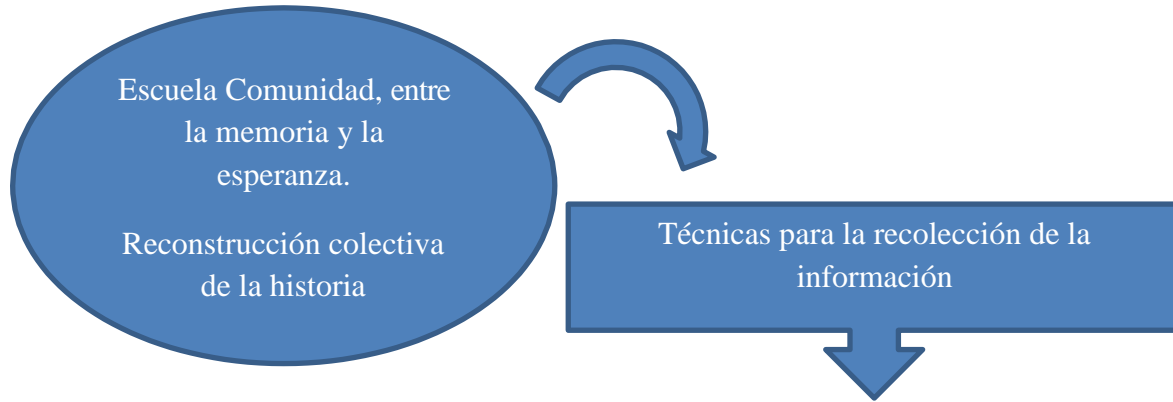 Escuela Comunidad, entre
la memoria y la
esperanza.
Reconstrucción colectiva
de la historia
Técnicas para la recolección de la
información